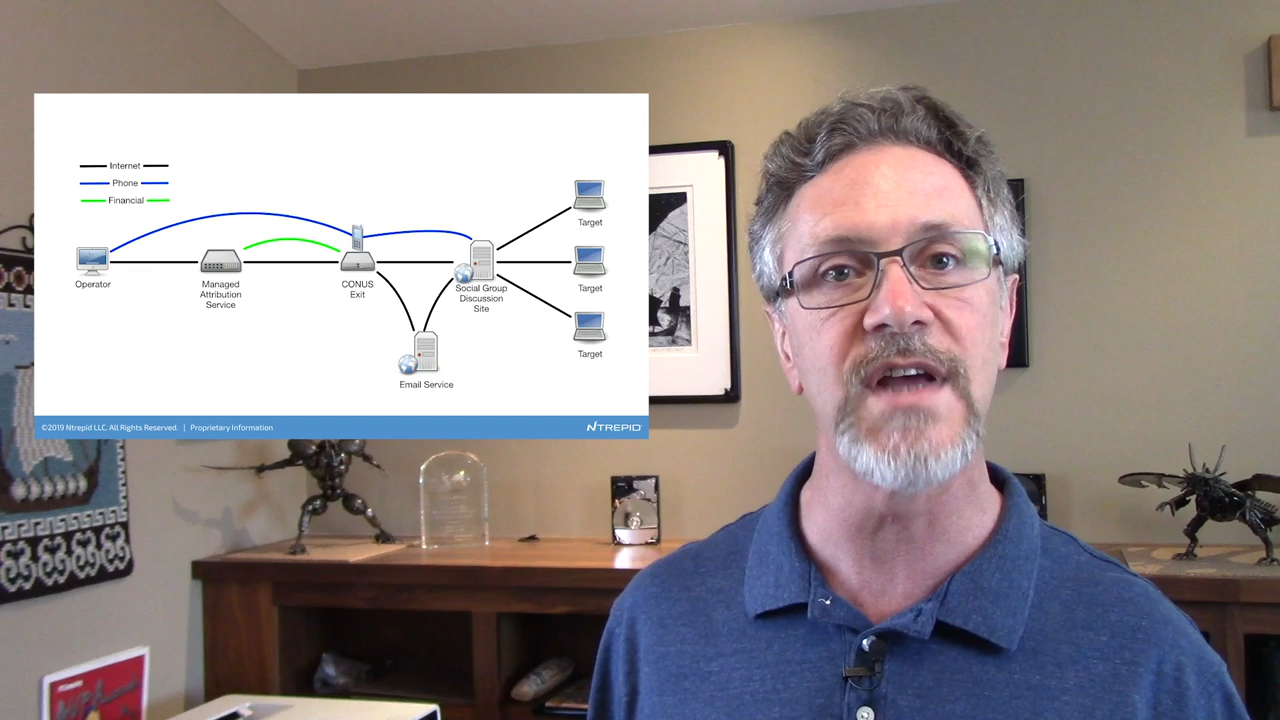 Internet
Phone
Financial
Operator
Managed
Attribution
Service
CONUS
Exit
Social Group
Discussion
Site
Target
Target
Target
Email Service
©2019 Ntrepid LLC. All Rights Reserved. | Proprietary Information
NTREPID